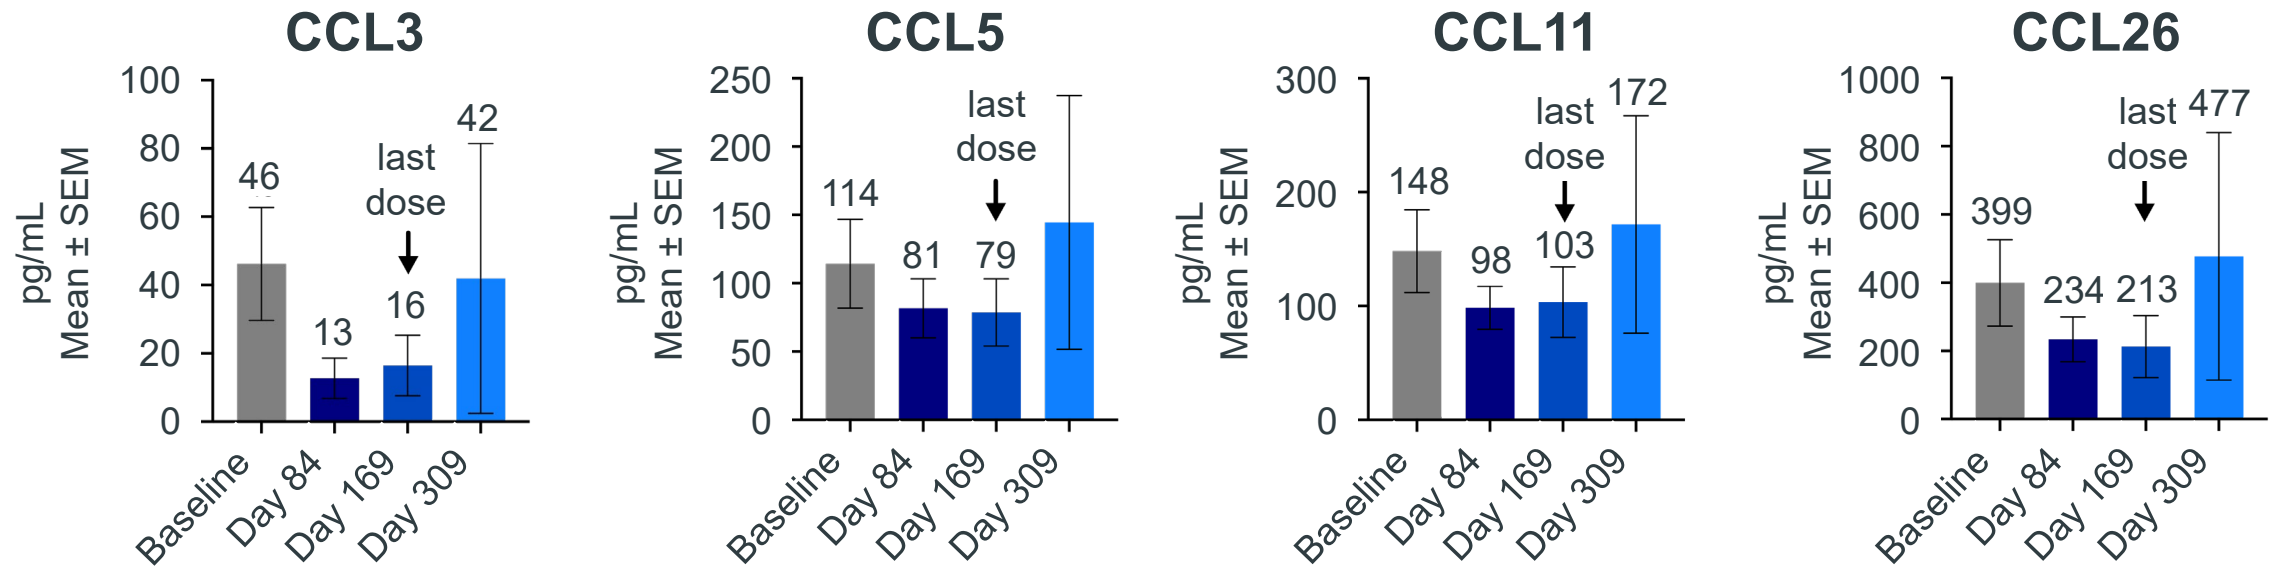 CCL3
pg/mL
Mean ± SEM
100
80
60
40
20
0
46
13
16
42
last
dose
Baseline
Day 84
Day 169
Day 309
CCL5
pg/mL
Mean ± SEM
250
200
150
100
50
0
114
81
79
last
dose
Baseline
Day 84
Day 169
Day 309
CCL11
pg/mL
Mean ± SEM
300
200
100
0
148
98
103
172
last
dose
Baseline
Day 84
Day 169
Day 309
CCL26
pg/mL
Mean ± SEM
1000
800
600
400
200
0
399
234
213
477
last
dose
Baseline
Day 84
Day 169
Day 309